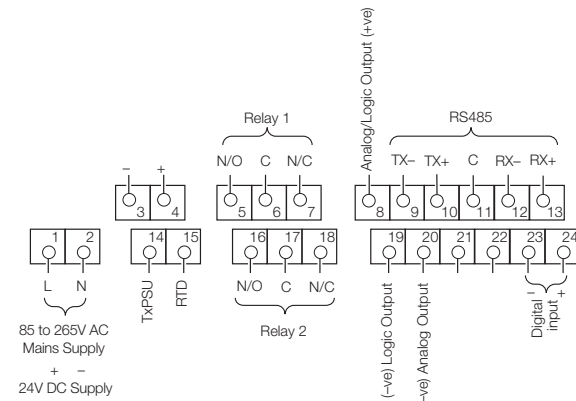 Analog/Logic Output (+ve)
Relay 1
RS485
N/O C N/C
TX– TX+ C RX– RX+
– +
3 4
5 6 7
8 9 10 11 12 13
1 2
14 15
16 17 18
19 20 21 22 23 24
L N
TxPSU
RTD
N/O C N/C
Relay 2
(–ve) Logic Output
–ve) Analog Output
Digital –
input +
85 to 265V AC
Mains Supply
+ –
24V DC Supply